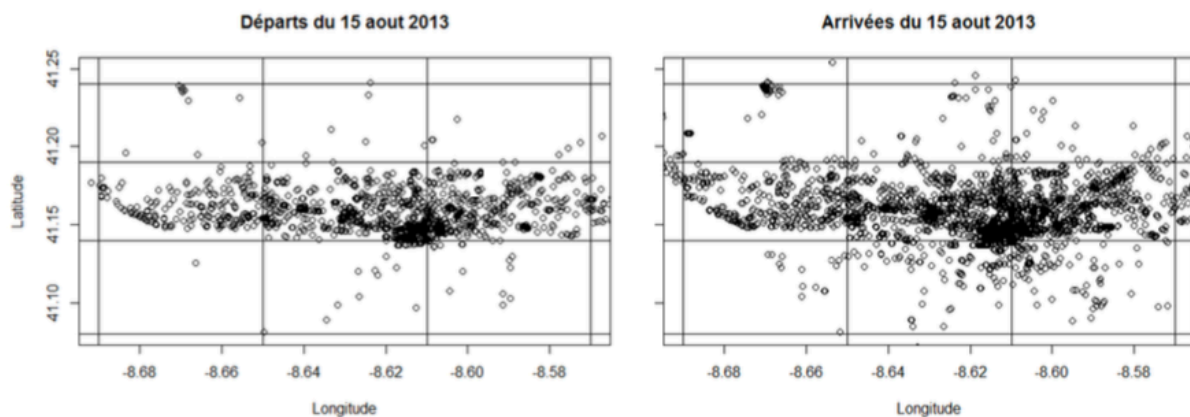 Départs du 15 aout 2013
Latitude
41.25
41.20
41.15
41.10
-8.68 -8.66 -8.64 -8.62 -8.60 -8.58
Longitude
Arrivées du 15 aout 2013
-8.68 -8.66 -8.64 -8.62 -8.60 -8.58
Longitude